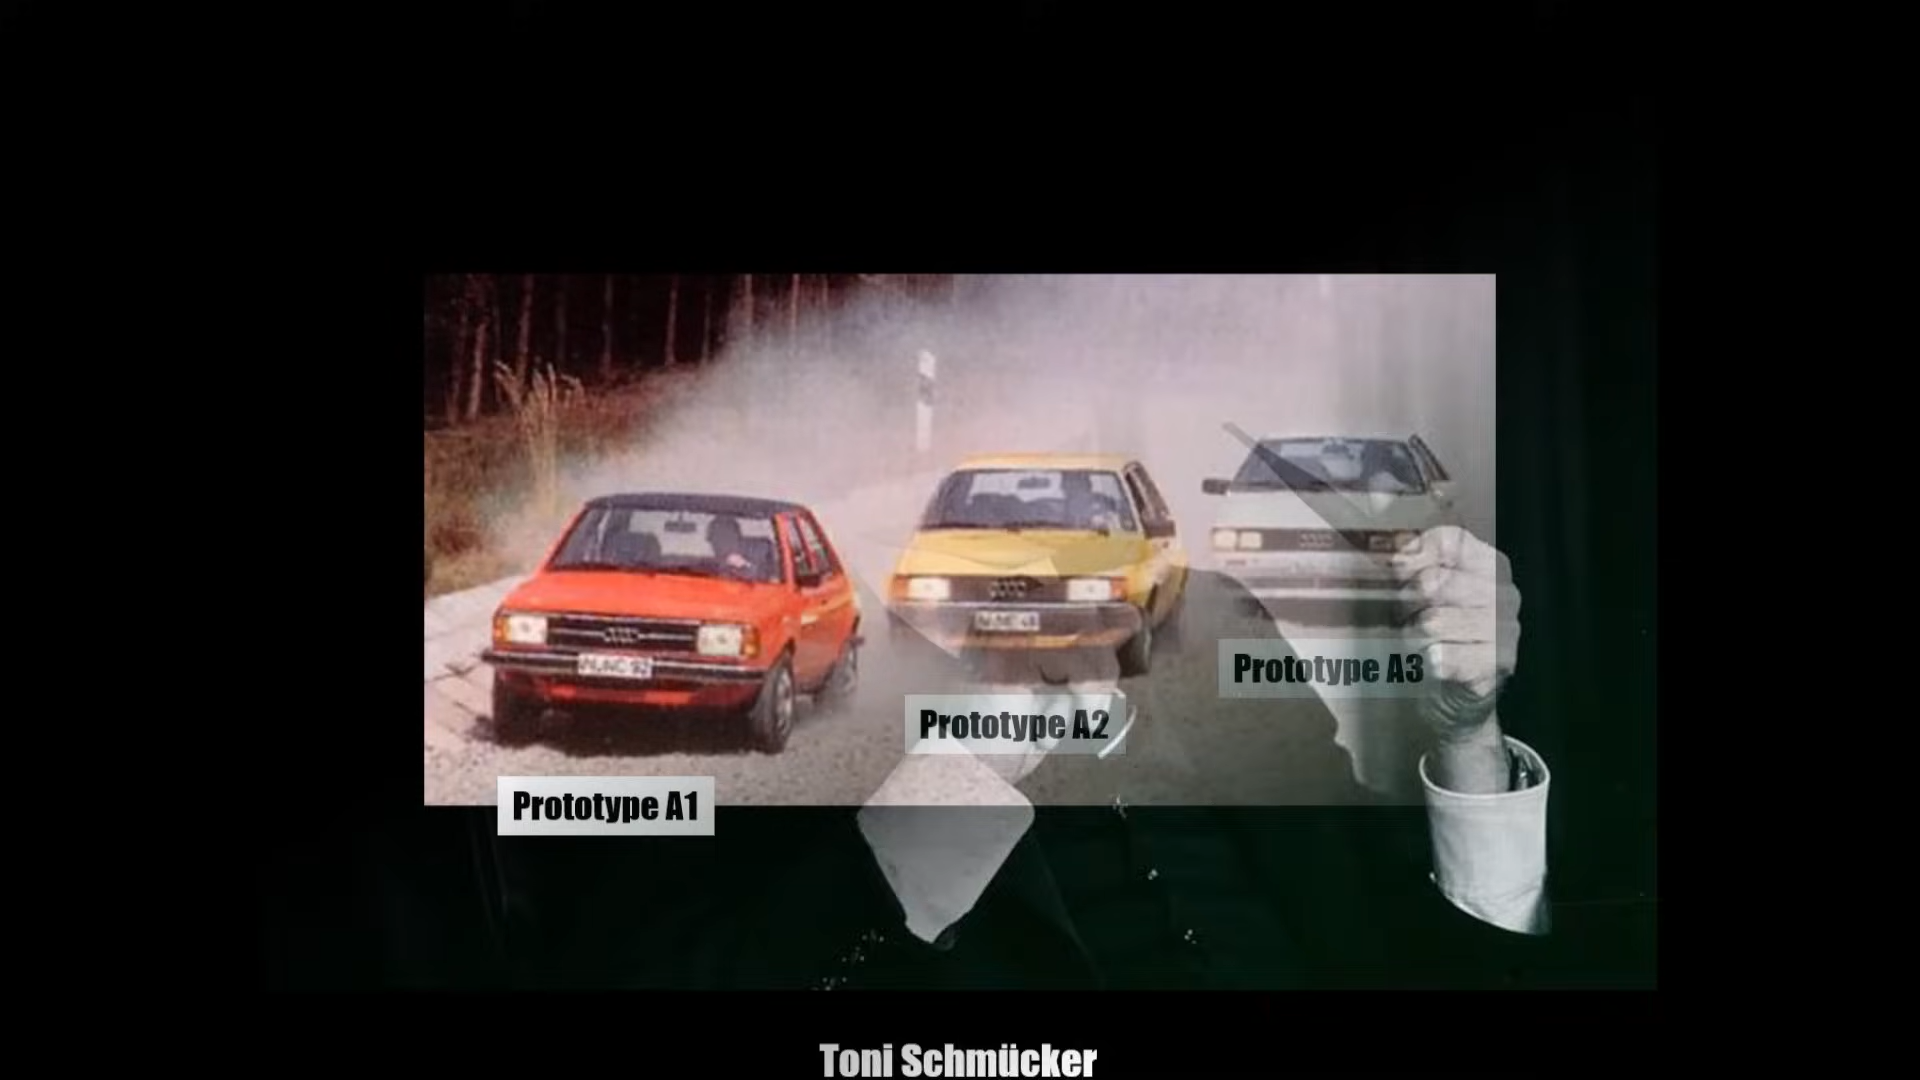 Prototype A3
Prototype A2
Prototype A1
Toni Schmücker